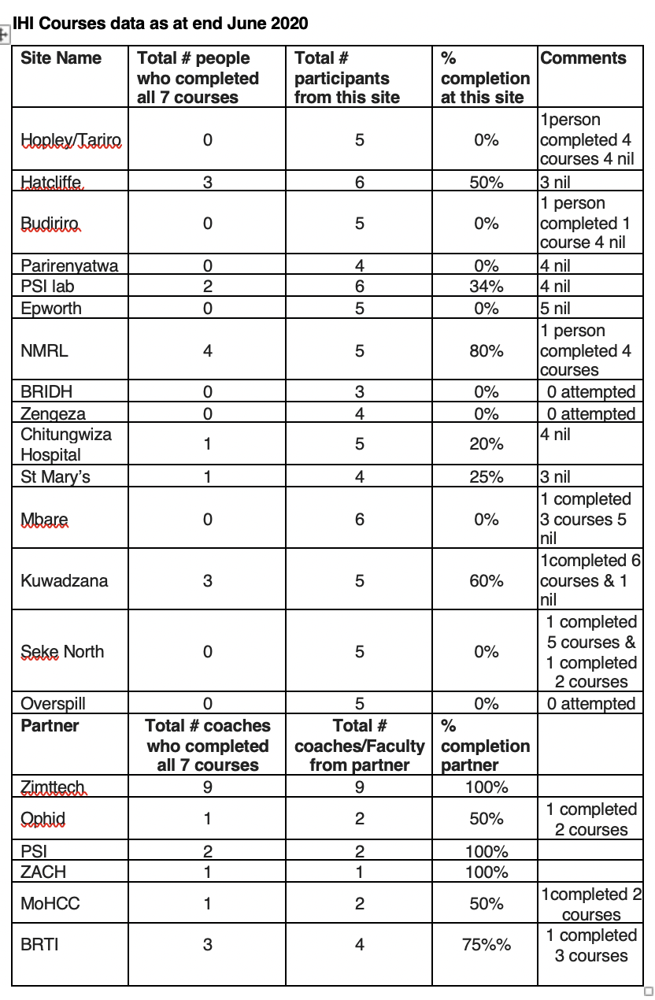 IHI Courses data as at end June 2020
Site Name | Total # people who completed all 7 courses | Total # participants from this site | % completion at this site | Comments
Hopley/Tariro | 0 | 5 | 0% | 1person completed 4 courses 4 nil
Hatcliffe | 3 | 6 | 50% | 3 nil
Budiriro | 0 | 5 | 0% | 1 person completed 1 course 4 nil
Parirenyatwa | 0 | 4 | 0% | 4 nil
PSI lab | 2 | 6 | 34% | 4 nil
Epworth | 0 | 5 | 0% | 5 nil
NMRL | 4 | 5 | 80% | 1 person completed 4 courses
BRIDH | 0 | 3 | 0% | 0 attempted
Zengeza | 0 | 4 | 0% | 0 attempted
Chitungwiza Hospital | 1 | 5 | 20% | 4 nil
St Mary’s | 1 | 4 | 25% | 3 nil
Mbare | 0 | 6 | 0% | 1 completed 3 courses 5 nil
Kuwadzana | 3 | 5 | 60% | 1completed 6 courses & 1 nil
Seke North | 0 | 5 | 0% | 1 completed 5 courses & 1 completed 2 courses
Overspill | 0 | 5 | 0% | 0 attempted
Partner | Total # coaches who completed all 7 courses | Total # coaches/Faculty from partner | % completion partner
Zimttech | 9 | 9 | 100%
Ophid | 1 | 2 | 50% | 1 completed 2 courses
PSI | 2 | 2 | 100%
ZACH | 1 | 1 | 100%
MoHCC | 1 | 2 | 50% | 1completed 2 courses
BRTI | 3 | 4 | 75%% | 1 completed 3 courses